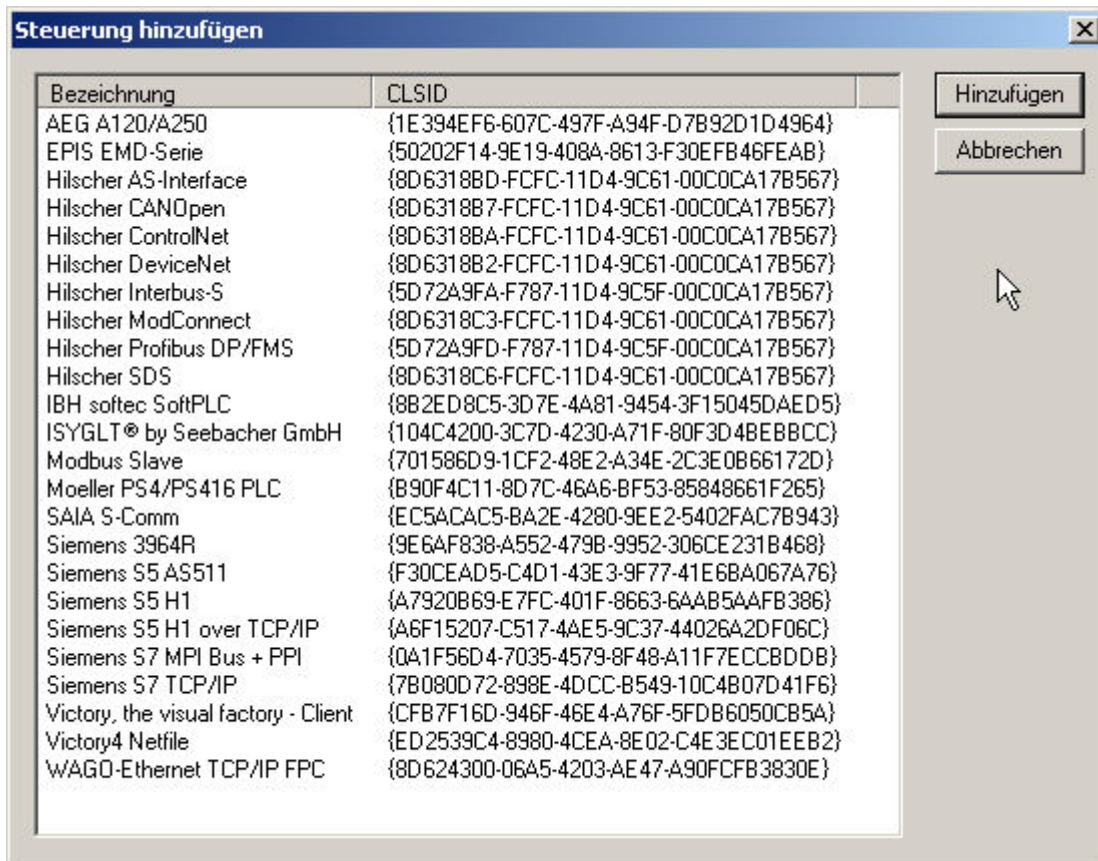 Steuerung hinzufügen
Bezeichnung CLSID
AEG A120/A250 {1E394EF6-607C-497F-A94F-D7B92D1D4964}
EPIS EMD-Serie {50202F14-9E19-408A-8613-F30EFB46FEAB}
Hilscher AS-Interface {8D6318BD-FCFC-11D4-9C61-00C0CA17B567}
Hilscher CANOpen {8D6318B7-FCFC-11D4-9C61-00C0CA17B567}
Hilscher ControlNet {8D6318BA-FCFC-11D4-9C61-00C0CA17B567}
Hilscher DeviceNet {8D6318B2-FCFC-11D4-9C61-00C0CA17B567}
Hilscher Interbus-S {5D72A9FA-F787-11D4-9C5F-00C0CA17B567}
Hilscher ModConnect {8D6318C3-FCFC-11D4-9C61-00C0CA17B567}
Hilscher Profibus DP/FMS {5D72A9FD-F787-11D4-9C5F-00C0CA17B567}
Hilscher SDS {8D6318C6-FCFC-11D4-9C61-00C0CA17B567}
IBH softec SoftPLC {8B2ED8C5-3D7E-4A81-9454-3F15045DAED5}
ISYGLT® by Seebacher GmbH {104C4200-3C7D-4230-A71F-80F3D4BEBBCC}
Modbus Slave {701586D9-1CF2-48E2-A34E-2C3E0B66172D}
Moeller PS4/PS416 PLC {B90F4C11-8D7C-46A6-BF53-85848661F265}
SAIA S-Comm {EC5ACAC5-BA2E-4280-9EE2-5402FAC7B943}
Siemens 3964R {9E6AF838-A552-479B-9952-306CE231B468}
Siemens S5 AS511 {F30CEAD5-C4D1-43E3-9F77-41E6BA067A76}
Siemens S5 H1 {A7920B69-E7FC-401F-8663-6AAB5AAFB386}
Siemens S5 H1 over TCP/IP {A6F15207-C517-4AE5-9C37-44026A2DF06C}
Siemens S7 MPI Bus + PPI {0A1F56D4-7035-4579-8F48-A11F7ECCBDDB}
Siemens S7 TCP/IP {7B080D72-898E-4DCC-B549-10C4B07D41F6}
Victory, the visual factory - Client {CFB7F16D-946F-46E4-A76F-5FDB6050CB5A}
Victory4 Netfile {ED2539C4-8980-4CEA-8E02-C4E3EC01EEB2}
WAGO-Ethernet TCP/IP FPC {8D624300-06A5-4203-AE47-A90FCFB3830E}
Hinzufügen
Abbrechen